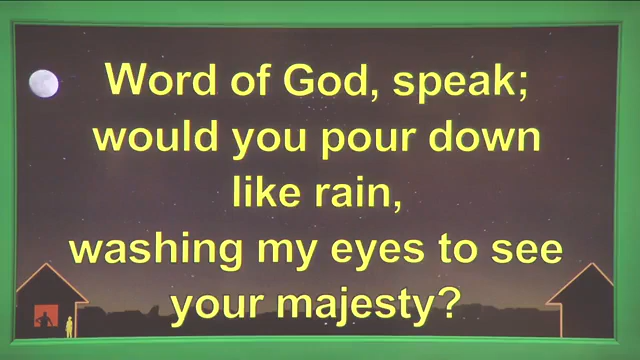 Word of God, speak;
would you pour down
like rain,
washing my eyes to see
your majesty?